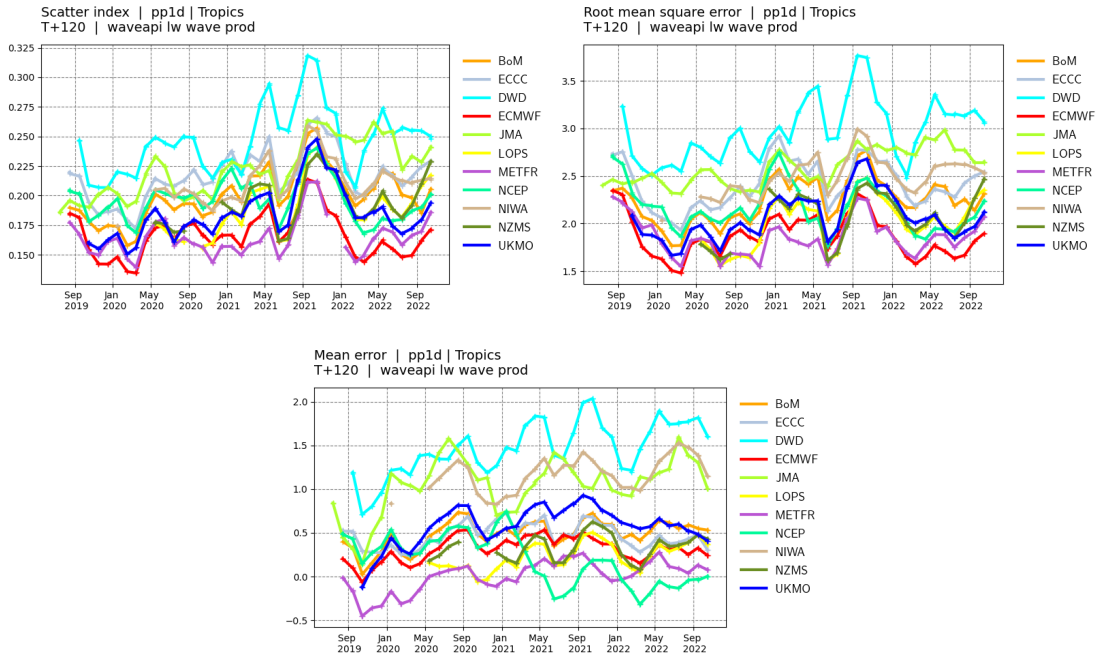 Scatter index | pp1d | Tropics
T+120 | waveapi lw wave prod
0.325
0.300
0.275
0.250
0.225
0.200
0.175
0.150
Sep 2019
Jan 2020
May 2020
Sep 2020
Jan 2021
May 2021
Sep 2021
Jan 2022
May 2022
Sep 2022
BoM
ECCC
DWD
ECMWF
JMA
LOPS
METFR
NCEP
NIWA
NZMS
UKMO
Root mean square error | pp1d | Tropics
T+120 | waveapi lw wave prod
3.5
3.0
2.5
2.0
1.5
Sep 2019
Jan 2020
May 2020
Sep 2020
Jan 2021
May 2021
Sep 2021
Jan 2022
May 2022
Sep 2022
BoM
ECCC
DWD
ECMWF
JMA
LOPS
METFR
NCEP
NIWA
NZMS
UKMO
Mean error | pp1d | Tropics
T+120 | waveapi lw wave prod
2.0
1.5
1.0
0.5
0.0
−0.5
Sep 2019
Jan 2020
May 2020
Sep 2020
Jan 2021
May 2021
Sep 2021
Jan 2022
May 2022
Sep 2022
BoM
ECCC
DWD
ECMWF
JMA
LOPS
METFR
NCEP
NIWA
NZMS
UKMO